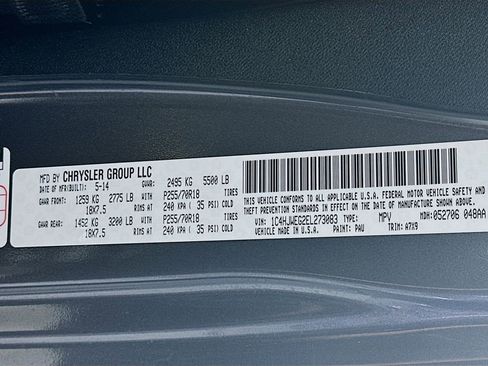 MFD BY CHRYSLER GROUP LLC
DATE OF MFR(BUILT): 5-14 GVWR: 2495 KG 5500 LB
GAWR FRONT: 1259 KG 2775 LB WITH P255/70R18 TIRES
18X7.5 RIMS AT 240 KPA ( 35 PSI) COLD
GAWR REAR: 1452 KG 3200 LB WITH P255/70R18 TIRES
18X7.5 RIMS AT 240 KPA ( 35 PSI) COLD
THIS VEHICLE CONFORMS TO ALL APPLICABLE U.S.A. FEDERAL MOTOR VEHICLE SAFETY AND
THEFT PREVENTION STANDARDS IN EFFECT ON THE DATE OF MANUFACTURE SHOWN ABOVE.
VIN: 1C4HJWEG2EL273083 TYPE: MPV MDH:052706 048AA
VEHICLE MADE IN U.S.A. PAINT: PAU TRIM: A7X9